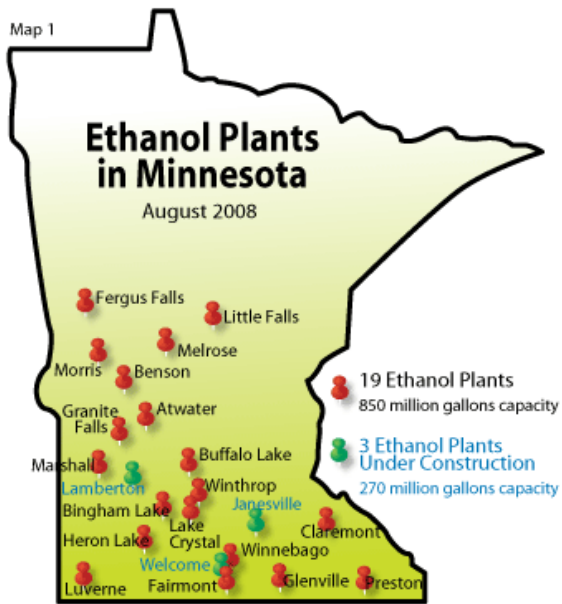 Map 1
Ethanol Plants
in Minnesota
August 2008
Fergus Falls
Little Falls
Melrose
Morris
Benson
Granite
Falls
Atwater
Marshall
Lamberton
Buffalo Lake
Winthrop
Bingham Lake
Janesville
Lake
Crystal
Claremont
Heron Lake
Winnebago
Welcome
Luverne
Fairmont
Glenville
Preston
19 Ethanol Plants
850 million gallons capacity
3 Ethanol Plants
Under Construction
270 million gallons capacity